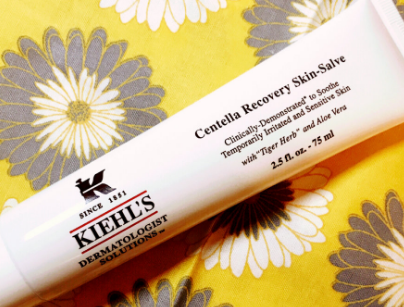 Centella Recovery Skin-Salve
Clinically-Demonstrated* to Soothe
Temporarily Irritated and Sensitive Skin
with "Tiger Herb" and Aloe Vera
2.5 fl. oz. - 75 ml
K
SINCE 1851
KIEHL'S
DERMATOLOGIST
SOLUTIONS™